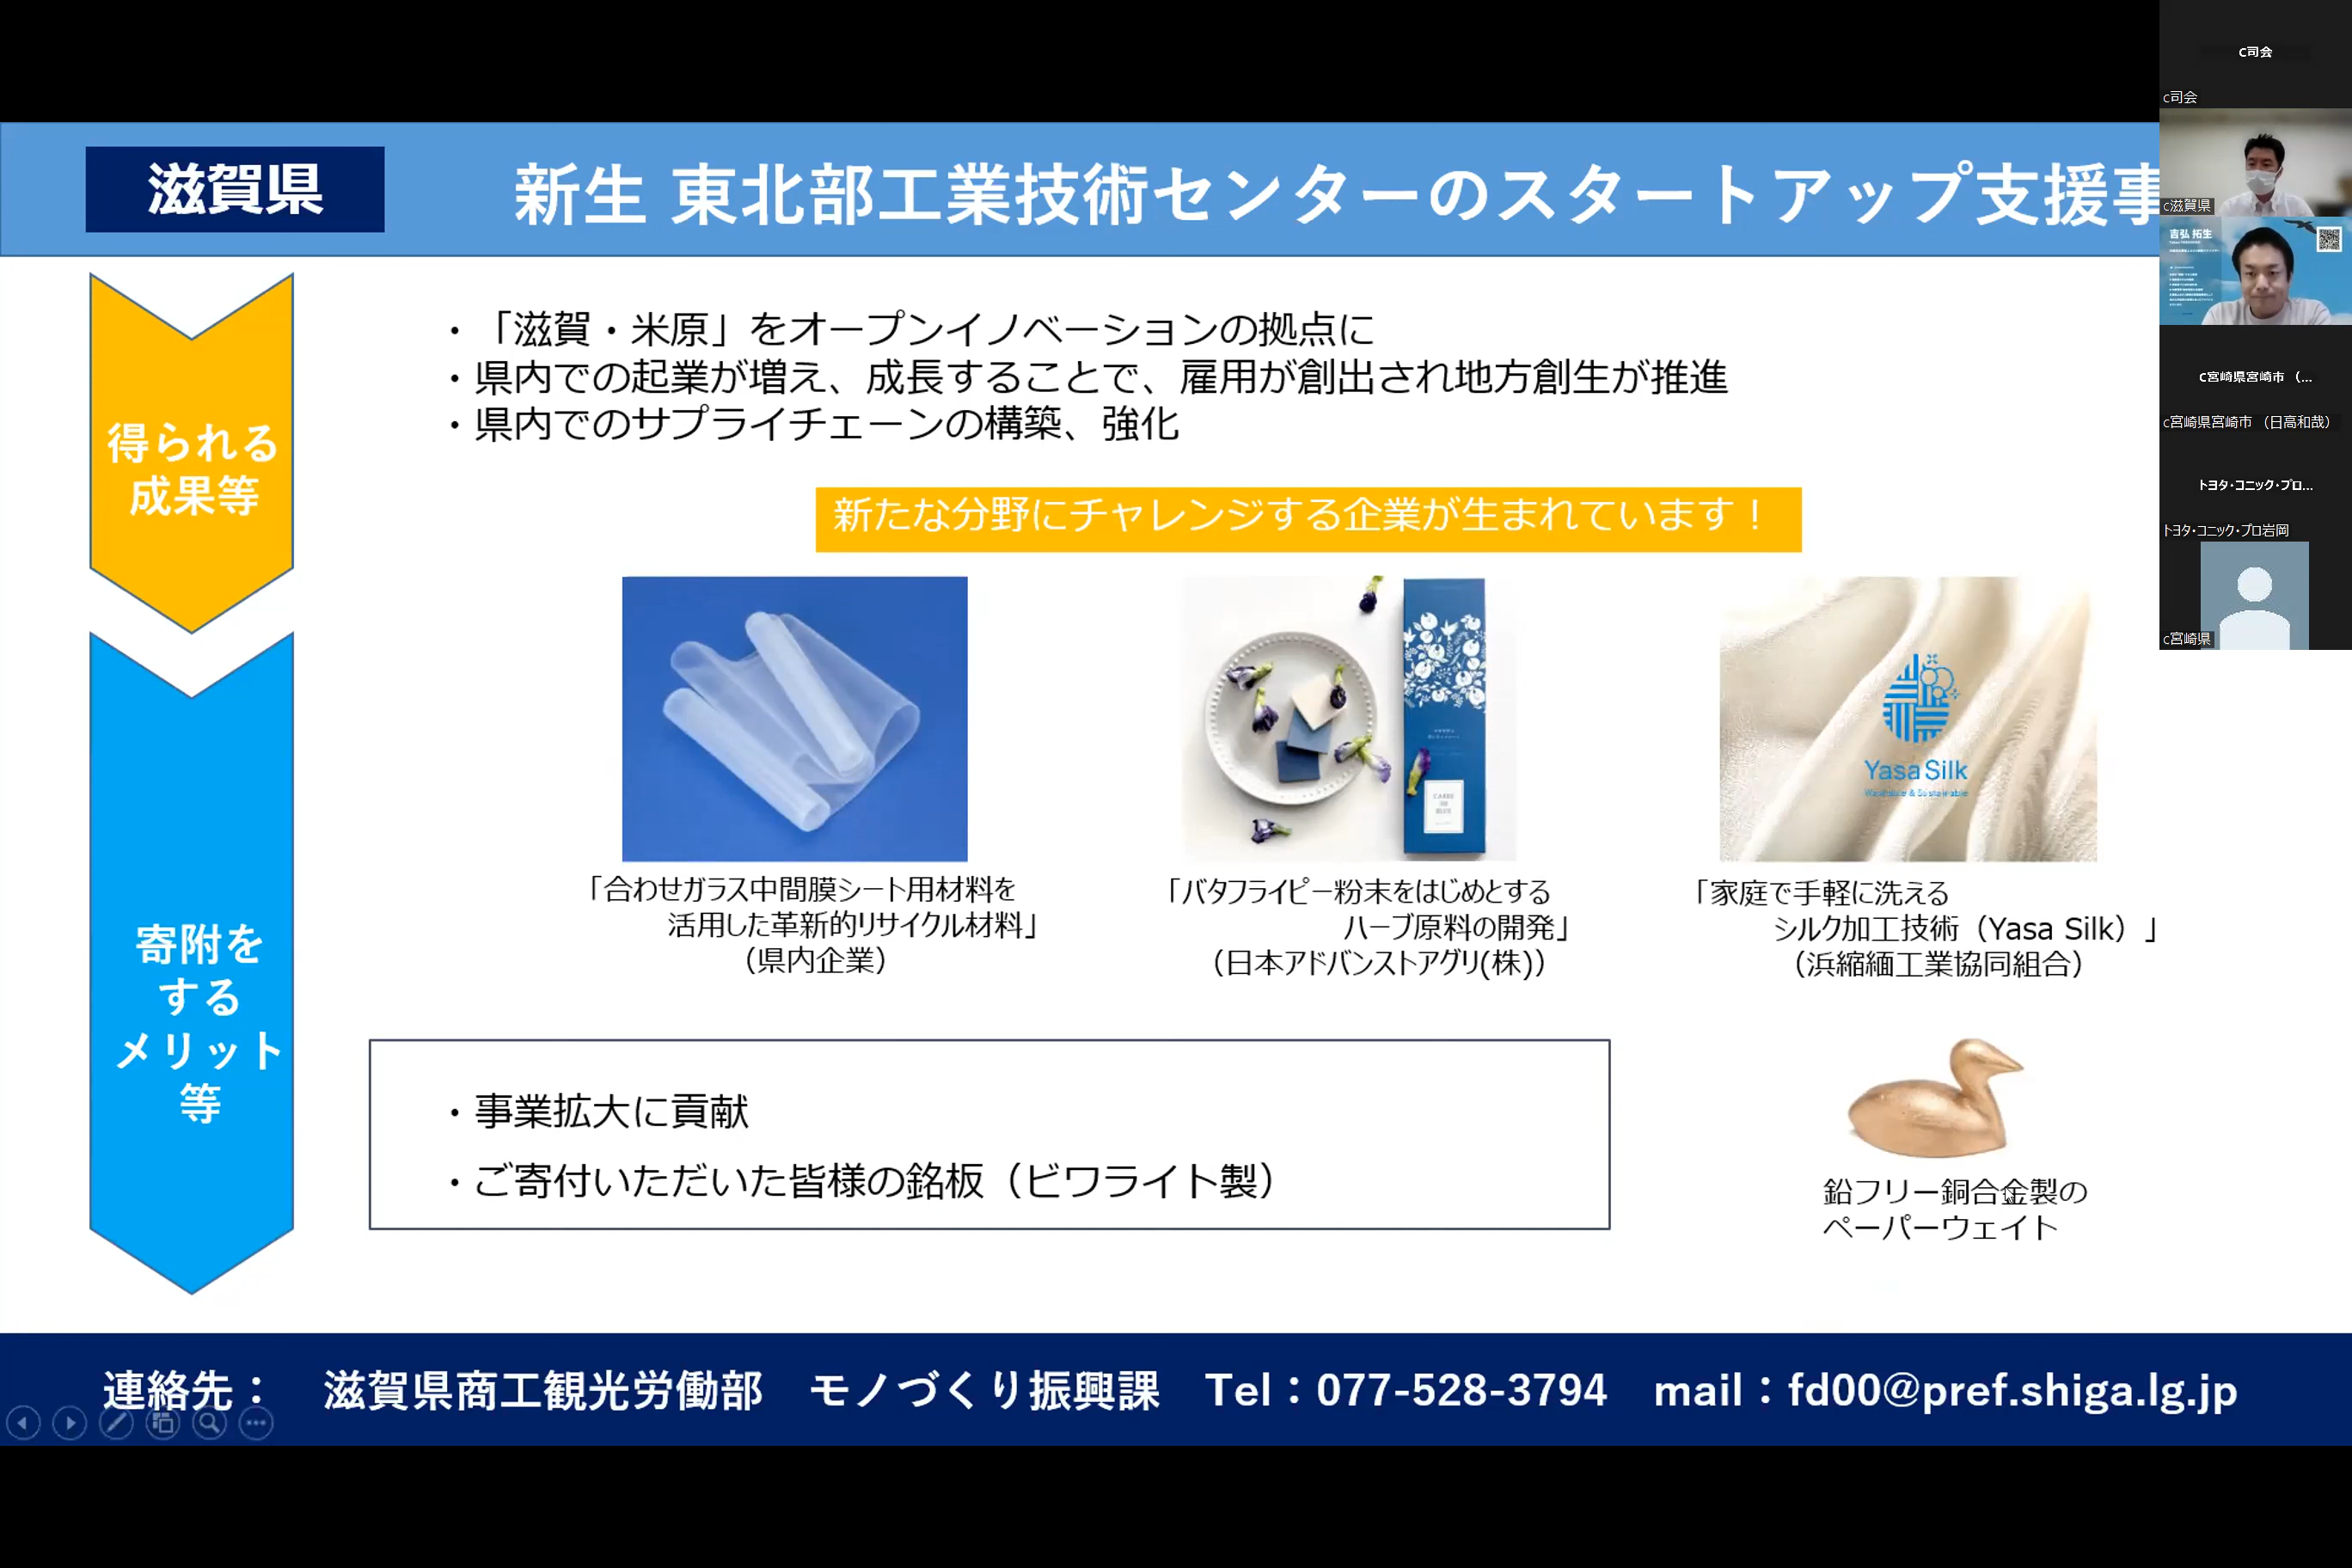 滋賀県
新生 東北部工業技術センターのスタートアップ支援事
得られる
成果等
・「滋賀・米原」をオープンイノベーションの拠点に
・県内での起業が増え、成長することで、雇用が創出され地方創生が推進
・県内でのサプライチェーンの構築、強化
新たな分野にチャレンジする企業が生まれています！
CARRE
DE
BLEU
Yasa Silk
Washable & Sustainable
「合わせガラス中間膜シート用材料を
活用した革新的リサイクル材料」
（県内企業）
「バタフライピー粉末をはじめとする
ハーブ原料の開発」
（日本アドバンストアグリ(株)）
「家庭で手軽に洗える
シルク加工技術（Yasa Silk）」
（浜縮緬工業協同組合）
寄附を
する
メリット
等
・事業拡大に貢献
・ご寄付いただいた皆様の銘板（ビワライト製）
鉛フリー銅合金製の
ペーパーウェイト
連絡先： 滋賀県商工観光労働部 モノづくり振興課 Tel：077-528-3794 mail：fd00@pref.shiga.lg.jp
c司会
c司会
c滋賀県
吉弘 拓生
c宮崎県宮崎市 （...
c宮崎県宮崎市 （日高和哉）
トヨタ・コニック・プロ...
トヨタ・コニック・プロ岩岡
c宮崎県